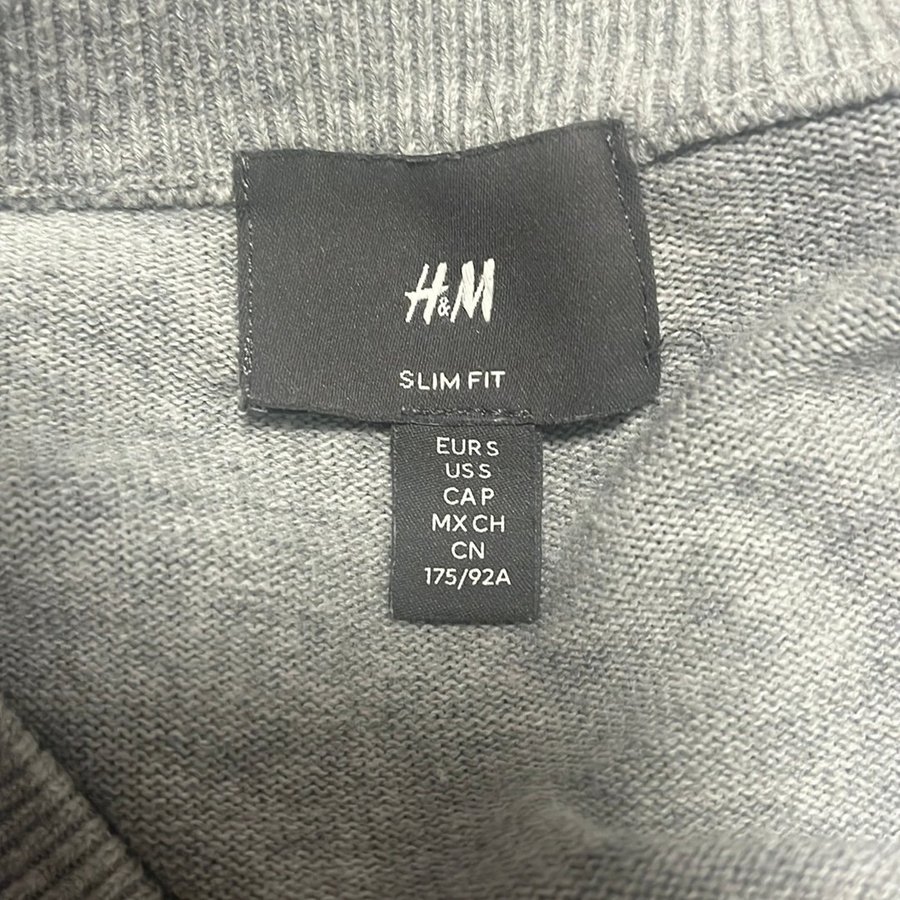 H&M
SLIM FIT
EUR S
US S
CA P
MX CH
CN
175/92A